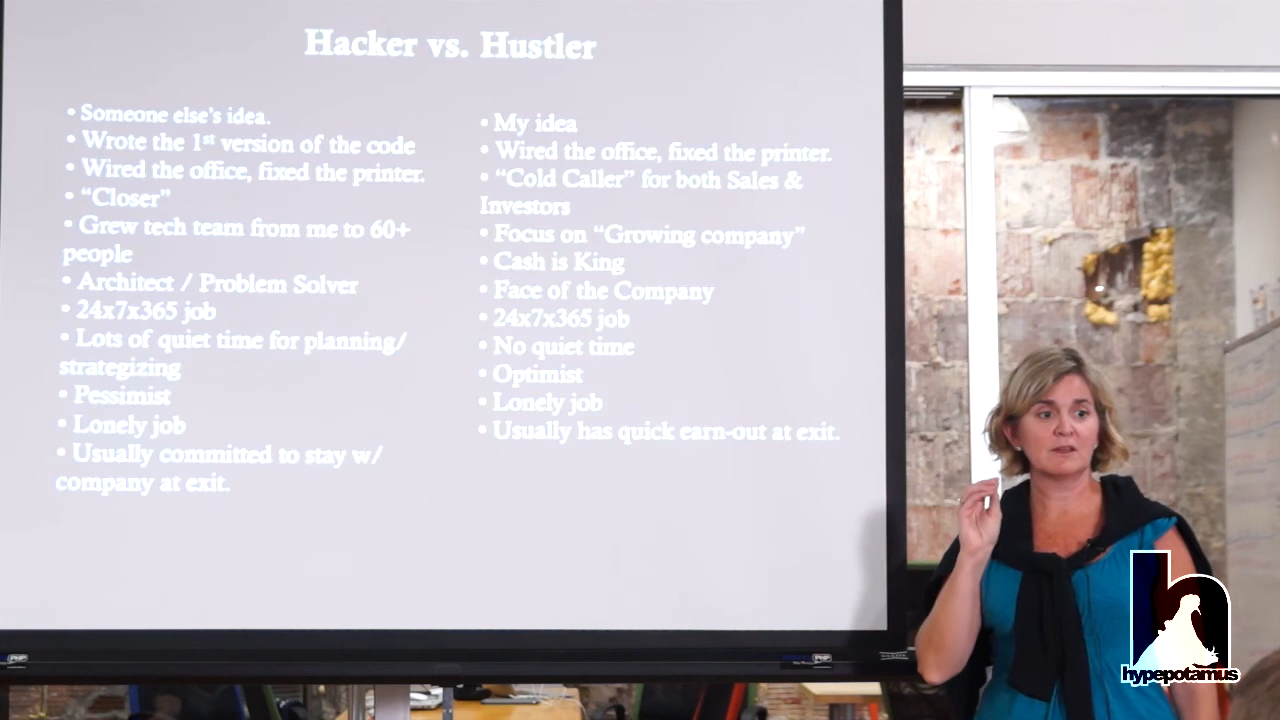 Hacker vs. Hustler
• Someone else's idea.
• Wrote the 1st version of the code
• Wired the office, fixed the printer.
• “Closer”
• Grew tech team from me to 60+
people
• Architect / Problem Solver
• 24x7x365 job
• Lots of quiet time for planning/
strategizing
• Pessimist
• Lonely job
• Usually committed to stay w/
company at exit.
• My idea
• Wired the office, fixed the printer.
• “Cold Caller” for both Sales &
Investors
• Focus on “Growing company”
• Cash is King
• Face of the Company
• 24x7x365 job
• No quiet time
• Optimist
• Lonely job
• Usually has quick earn-out at exit.
h
hypepotamus